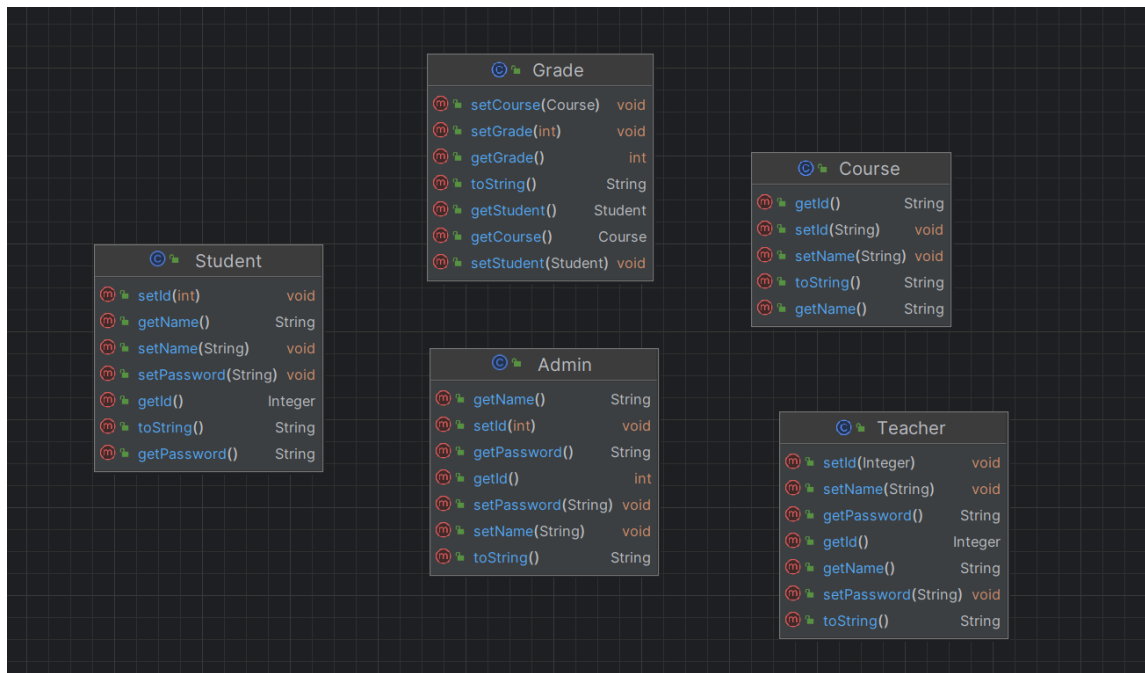 Grade
setCourse(Course) void
setGrade(int) void
getGrade() int
toString() String
getStudent() Student
getCourse() Course
setStudent(Student) void
Course
getId() String
setId(String) void
setName(String) void
toString() String
getName() String
Student
setId(int) void
getName() String
setName(String) void
setPassword(String) void
getId() Integer
toString() String
getPassword() String
Admin
getName() String
setId(int) void
getPassword() String
getId() int
setPassword(String) void
setName(String) void
toString() String
Teacher
setId(Integer) void
setName(String) void
getPassword() String
getId() Integer
getName() String
setPassword(String) void
toString() String